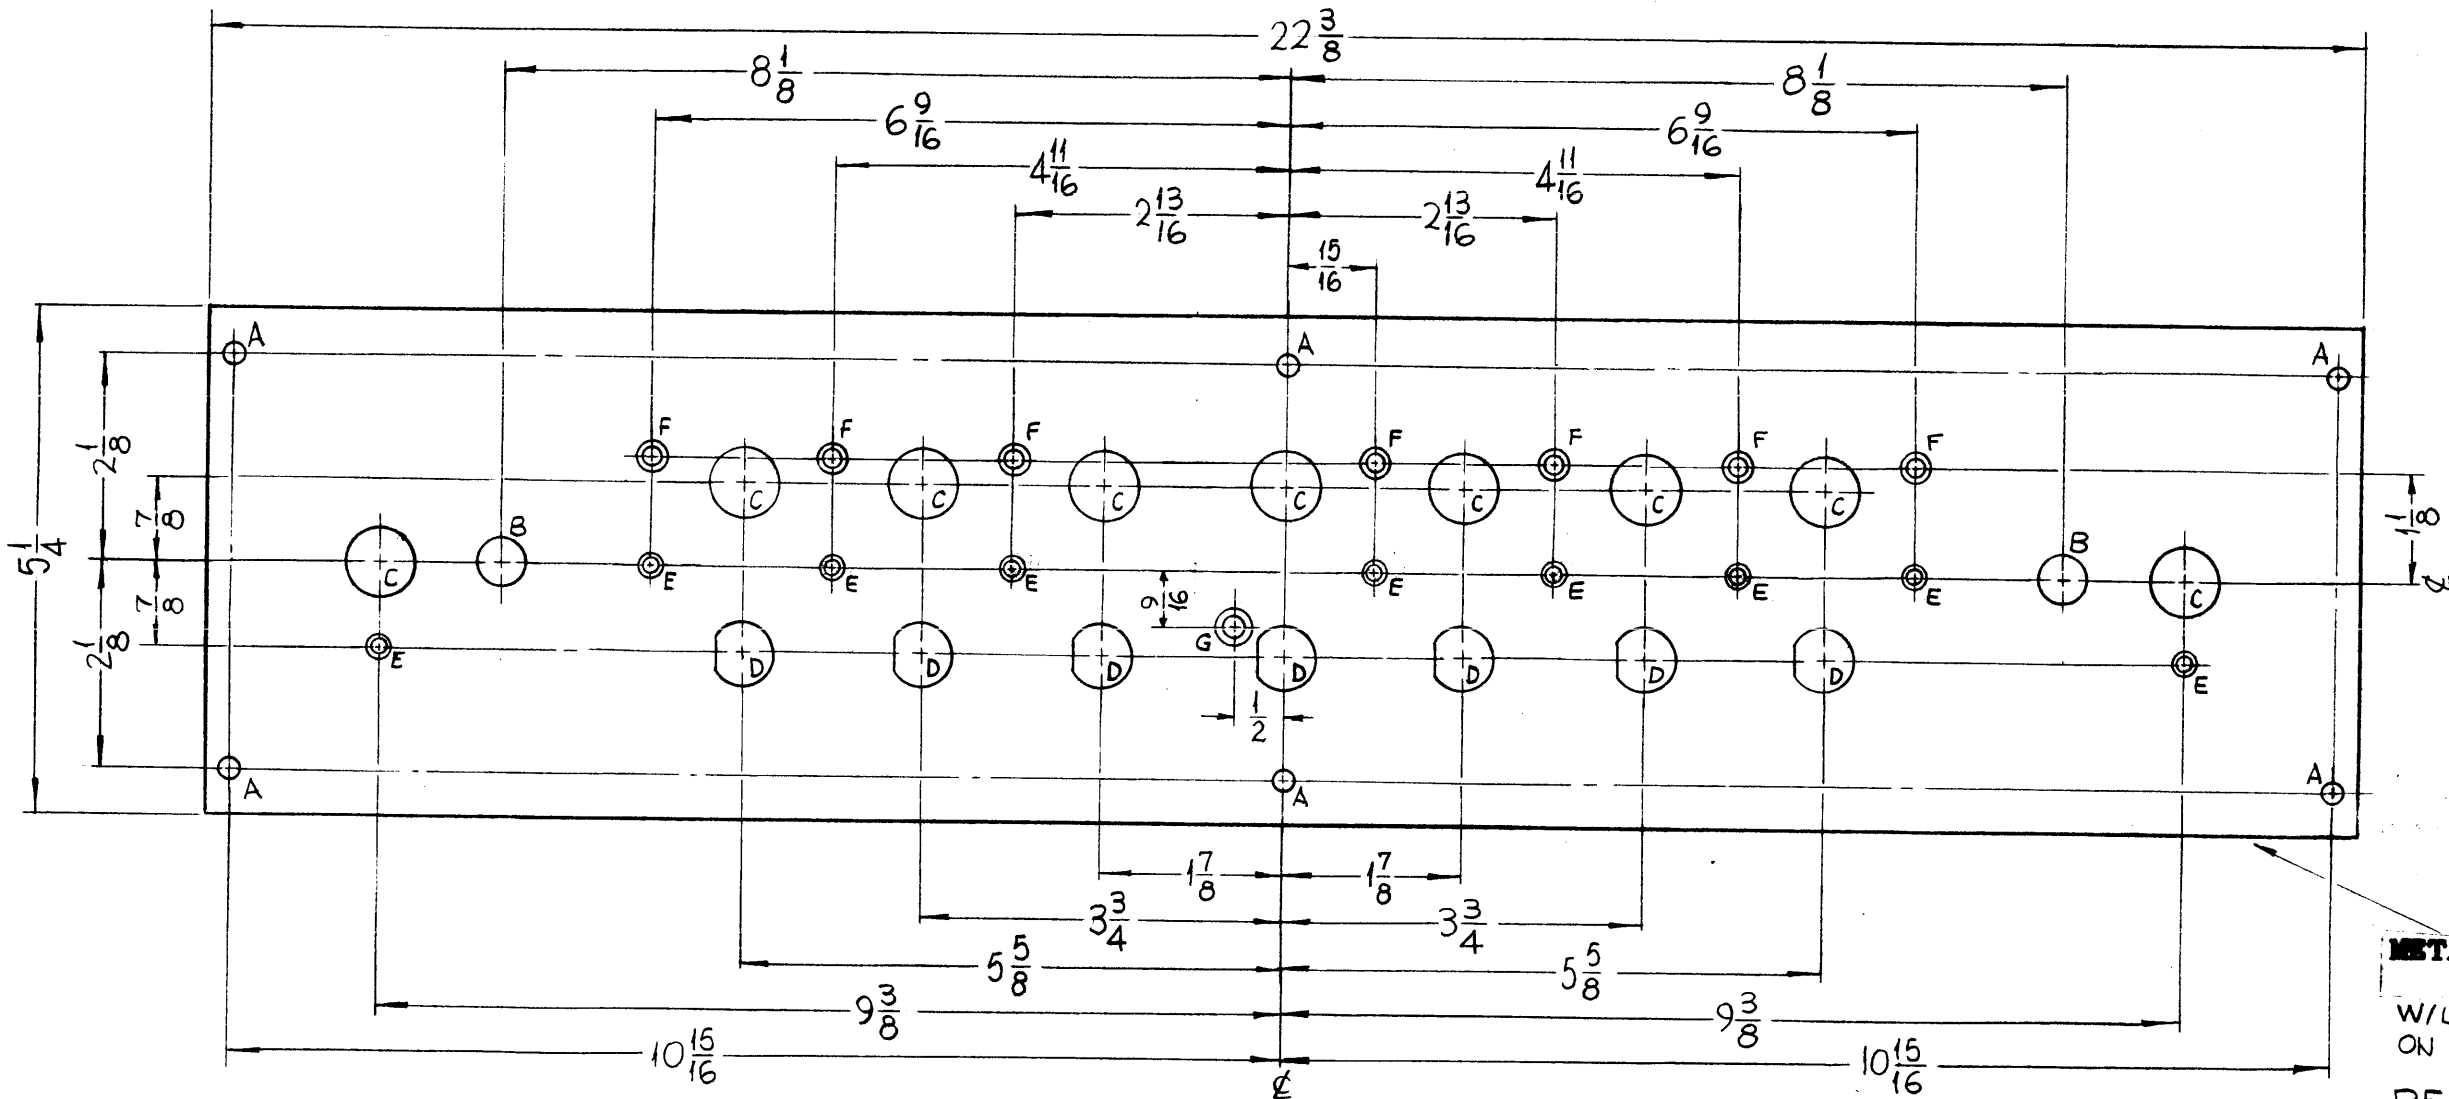 22 3/8
8 1/8 8 1/8
6 9/16 6 9/16
4 11/16 4 11/16
2 13/16 2 13/16
15/16
A A A
F F F F F F F
2 1/8
C C C C C C C
7/8
1 1/8
5 1/4
C B E E E E E E E B C
℄
9/16
7/8
2 1/8
E G E
D D D D D D D
1/2
A A A
1 7/8 1 7/8
3 3/4 3 3/4
5 5/8 5 5/8
9 3/8 9 3/8
10 15/16 10 15/16
℄
ON